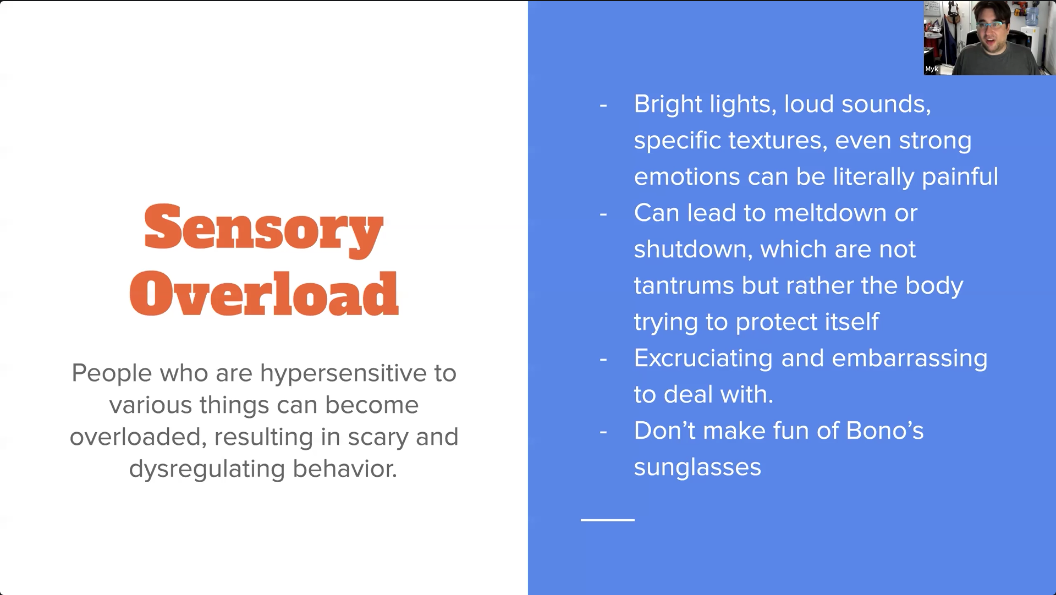 Sensory
Overload
People who are hypersensitive to
various things can become
overloaded, resulting in scary and
dysregulating behavior.
- Bright lights, loud sounds,
specific textures, even strong
emotions can be literally painful
- Can lead to meltdown or
shutdown, which are not
tantrums but rather the body
trying to protect itself
- Excruciating and embarrassing
to deal with.
- Don’t make fun of Bono’s
sunglasses